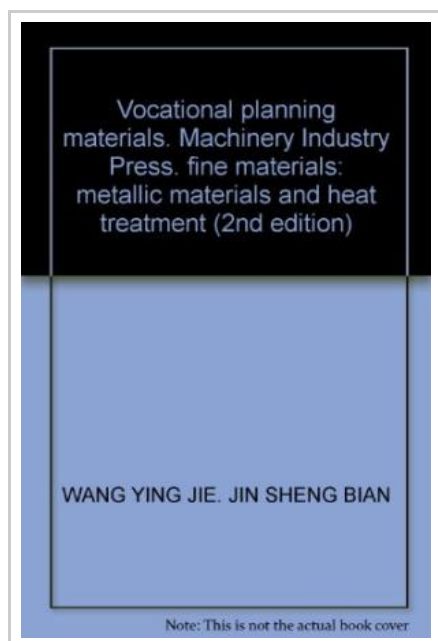 Vocational planning
materials. Machinery Industry
Press. fine materials:
metallic materials and heat
treatment (2nd edition)
WANG YING JIE. JIN SHENG BIAN
Note: This is not the actual book cover